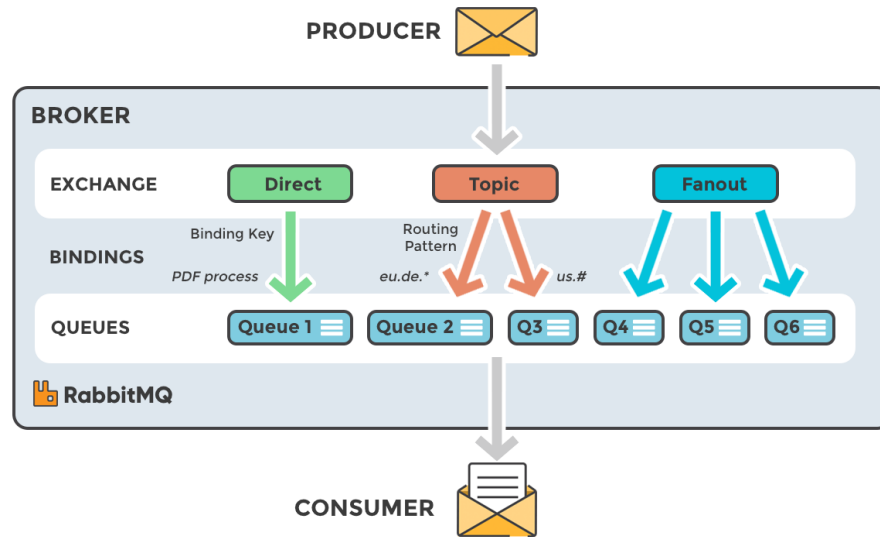 PRODUCER
BROKER
EXCHANGE
Direct
Topic
Fanout
Binding Key
Routing
Pattern
BINDINGS
PDF process
eu.de.*
us.#
QUEUES
Queue 1
Queue 2
Q3
Q4
Q5
Q6
RabbitMQ
CONSUMER